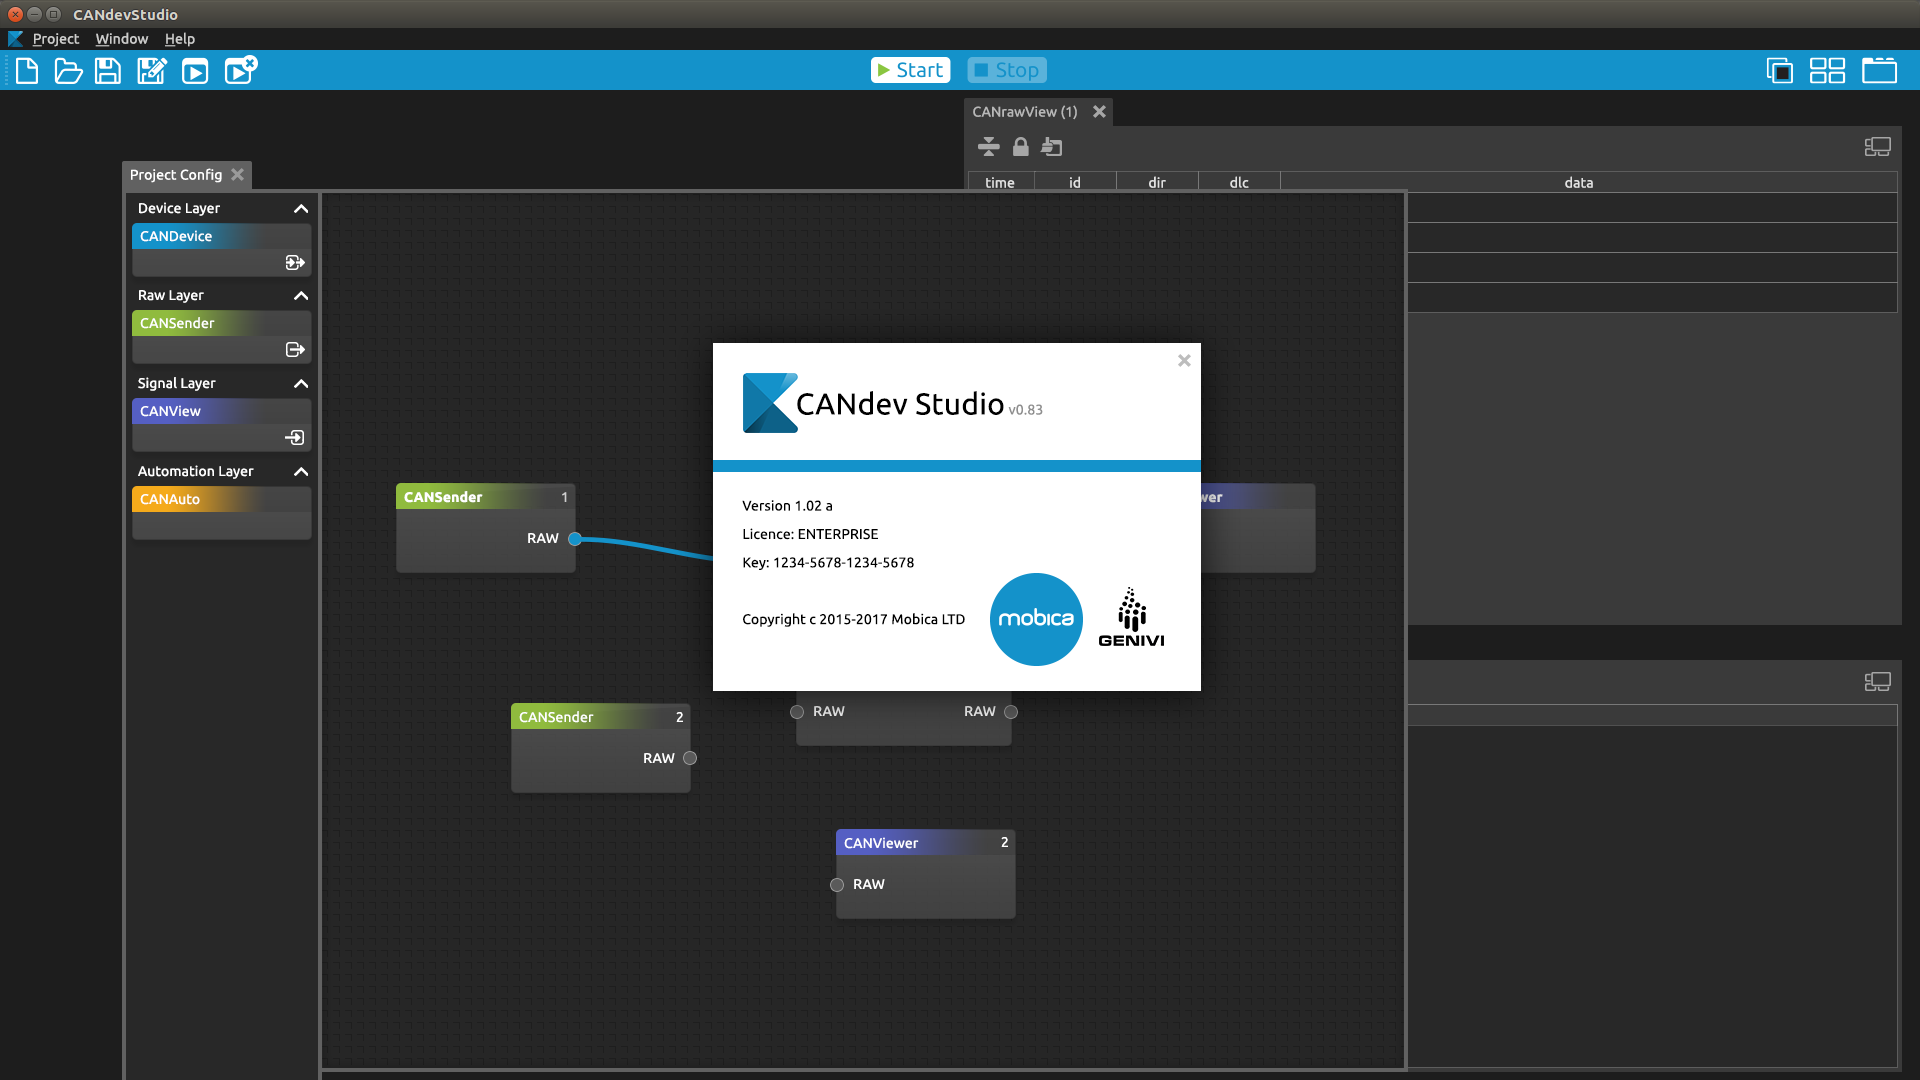 CANdevStudio
Project Window Help
Start Stop
CANrawView (1)
time id dir dlc data
Project Config
Device Layer
CANDevice
Raw Layer
CANSender
Signal Layer
CANView
Automation Layer
CANAuto
CANSender 1
RAW
CANdev Studio v0.83
Version 1.02 a
Licence: ENTERPRISE
Key: 1234-5678-1234-5678
Copyright c 2015-2017 Mobica LTD
mobica
GENIVI
wer
RAW RAW
CANSender 2
RAW
CANViewer 2
RAW